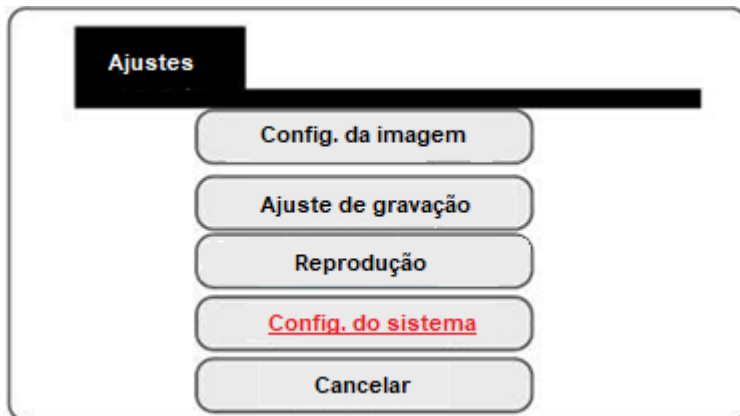 Ajustes
Config. da imagem
Ajuste de gravação
Reprodução
Config. do sistema
Cancelar